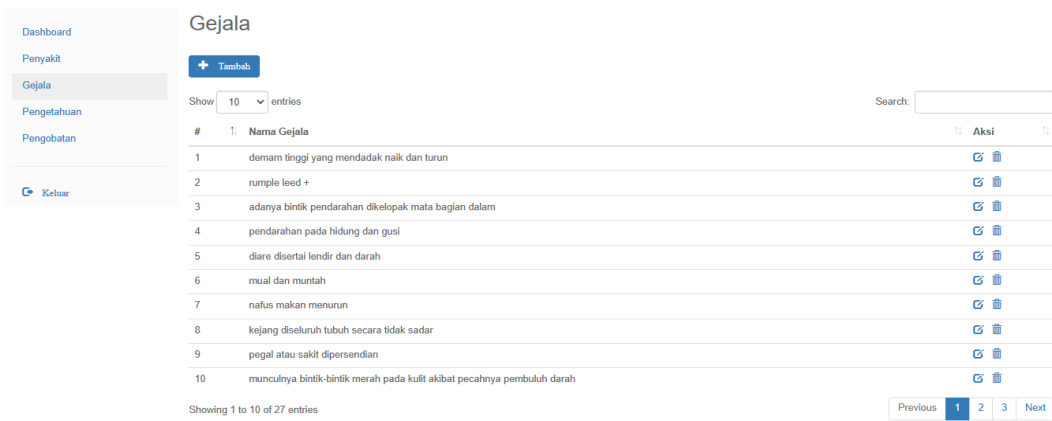 Dashboard
Penyakit
Gejala
Pengetahuan
Pengobatan
Keluar
Gejala
Tambah
Show 10 entries Search:
# Nama Gejala Aksi
1 demam tinggi yang mendadak naik dan turun
2 rumple leed +
3 adanya bintik pendarahan dikelopak mata bagian dalam
4 pendarahan pada hidung dan gusi
5 diare disertai lendir dan darah
6 mual dan muntah
7 nafus makan menurun
8 kejang diseluruh tubuh secara tidak sadar
9 pegal atau sakit dipersendian
10 munculnya bintik-bintik merah pada kulit akibat pecahnya pembuluh darah
Showing 1 to 10 of 27 entries Previous 1 2 3 Next